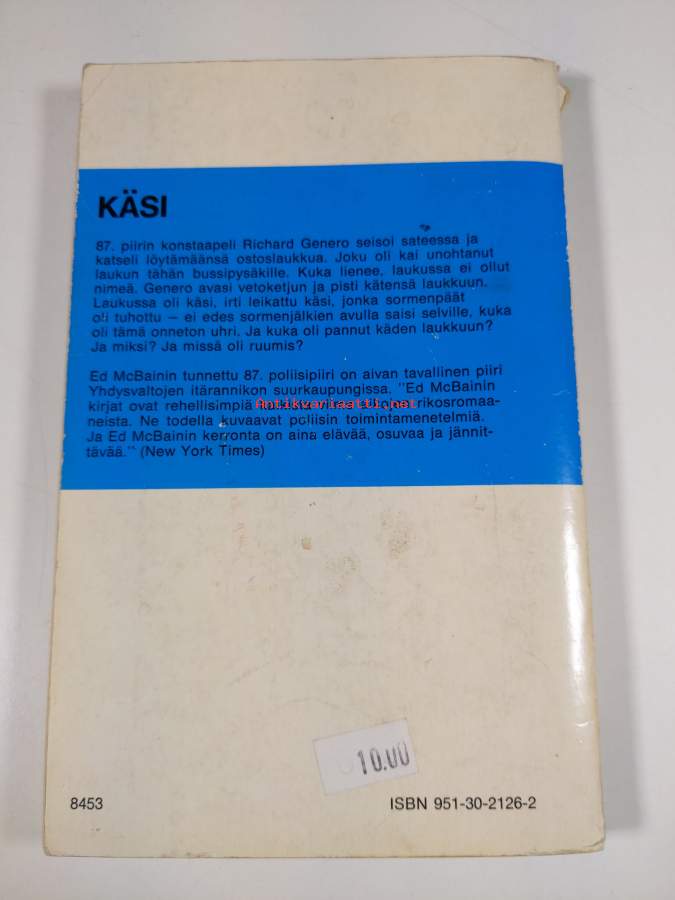 KÄSI
87. piirin konstaapeli Richard Genero seisoi sateessa ja
katseli löytämäänsä ostoslaukkua. Joku oli kai unohtanut
laukun tähän bussipysäkille. Kuka lienee, laukussa ei ollut
nimeä. Genero avasi vetoketjun ja pisti kätensä laukkuun.
Laukussa oli käsi, irti leikattu käsi, jonka sormenpäät
oli tuhottu — ei edes sormenjälkien avulla saisi selville, kuka
oli tämä onneton uhri. Ja kuka oli pannut käden laukkuun?
Ja miksi? Ja missä oli ruumis?
Ed McBainin tunnettu 87. poliisipiiri on aivan tavallinen piiri
Yhdysvaltojen itärannikon suurkaupungissa. "Ed McBainin
kirjat ovat rehellisimpiä rikosromaa-
Antikvariaatti.net
neista. Ne todella kuvaavat poliisin toimintamenetelmiä.
Ja Ed McBainin kerronta on aina elävää, osuvaa ja jännit-
tävää." (New York Times)
10.00
8453
ISBN 951-30-2126-2